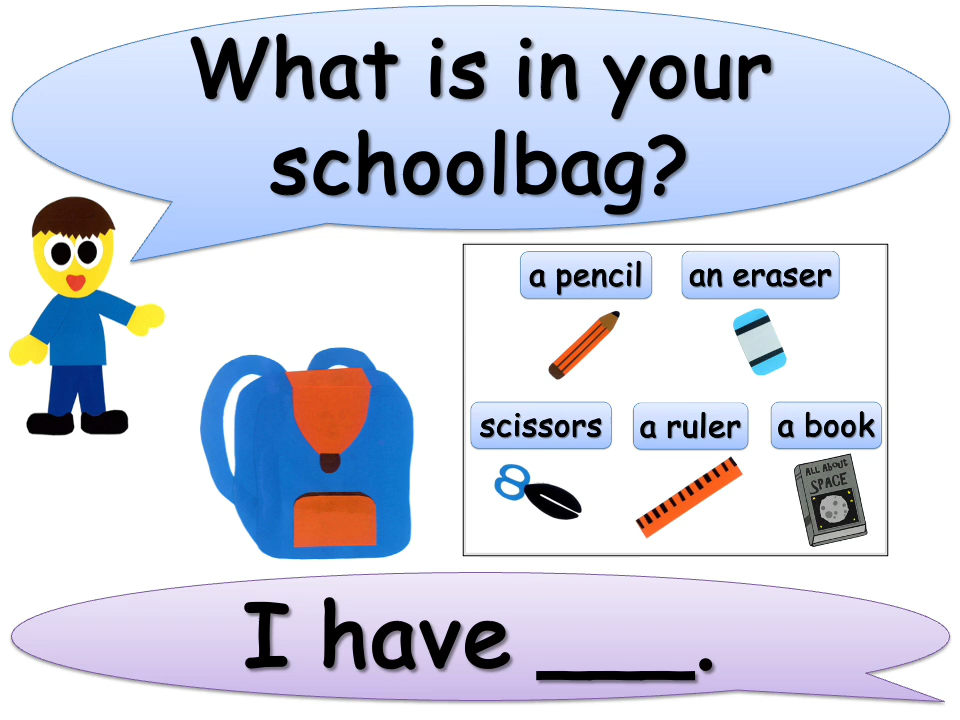 What is in your
schoolbag?
a pencil
an eraser
scissors
a ruler
a book
ALL ABOUT
SPACE
I have ___.